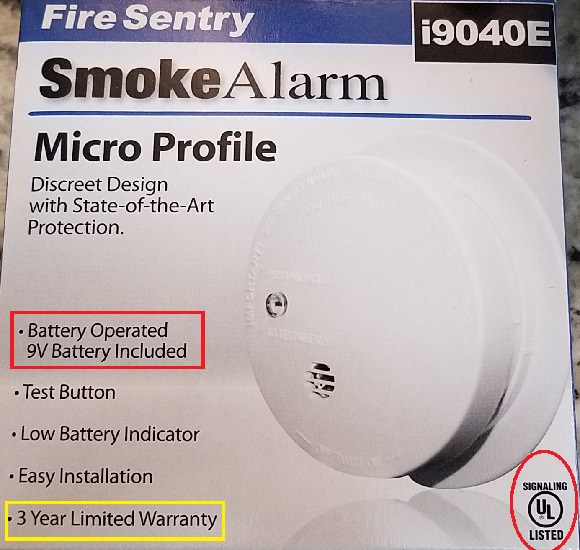 Fire Sentry
i9040E
SmokeAlarm
Micro Profile
Discreet Design
with State-of-the-Art
Protection.
• Battery Operated
9V Battery Included
• Test Button
• Low Battery Indicator
• Easy Installation
• 3 Year Limited Warranty
SIGNALING
UL
LISTED